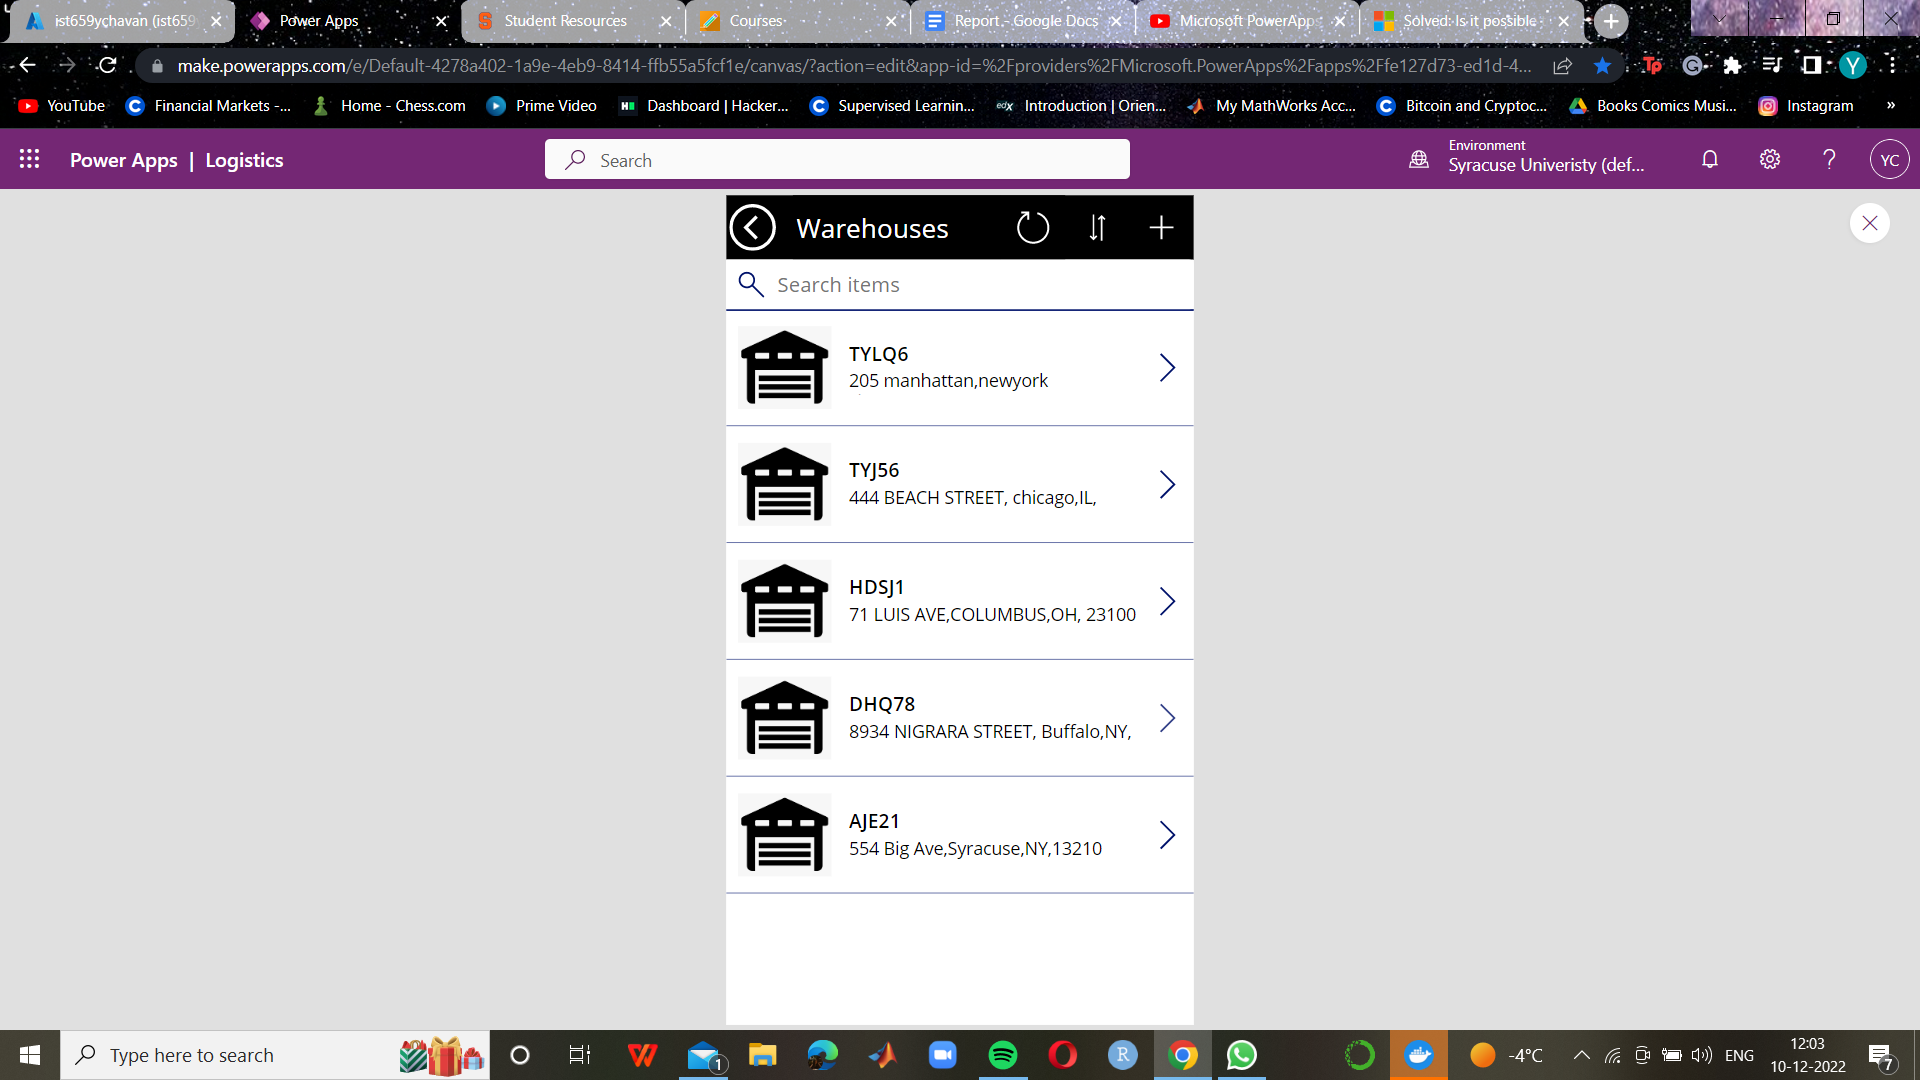 ist659ychavan (ist659
Power Apps
Student Resources
Courses
Report - Google Docs
Microsoft PowerApp
Solved: Is it possible
make.powerapps.com/e/Default-4278a402-1a9e-4eb9-8414-ffb55a5fcf1e/canvas/?action=edit&app-id=%2Fproviders%2FMicrosoft.PowerApps%2Fapps%2Ffe127d73-ed1d-4...
Y
YouTube
Financial Markets -...
Home - Chess.com
Prime Video
Dashboard | Hacker...
Supervised Learnin...
edx
Introduction | Orien...
My MathWorks Acc...
Bitcoin and Cryptoc...
Books Comics Musi...
Instagram
»
Power Apps | Logistics
Search
Environment
Syracuse Univeristy (def...
?
YC
Warehouses
Search items
TYLQ6
205 manhattan,newyork
TYJ56
444 BEACH STREET, chicago,IL,
HDSJ1
71 LUIS AVE,COLUMBUS,OH, 23100
DHQ78
8934 NIGRARA STREET, Buffalo,NY,
AJE21
554 Big Ave,Syracuse,NY,13210
Type here to search
1
R
-4°C
ENG
12:03
10-12-2022
7